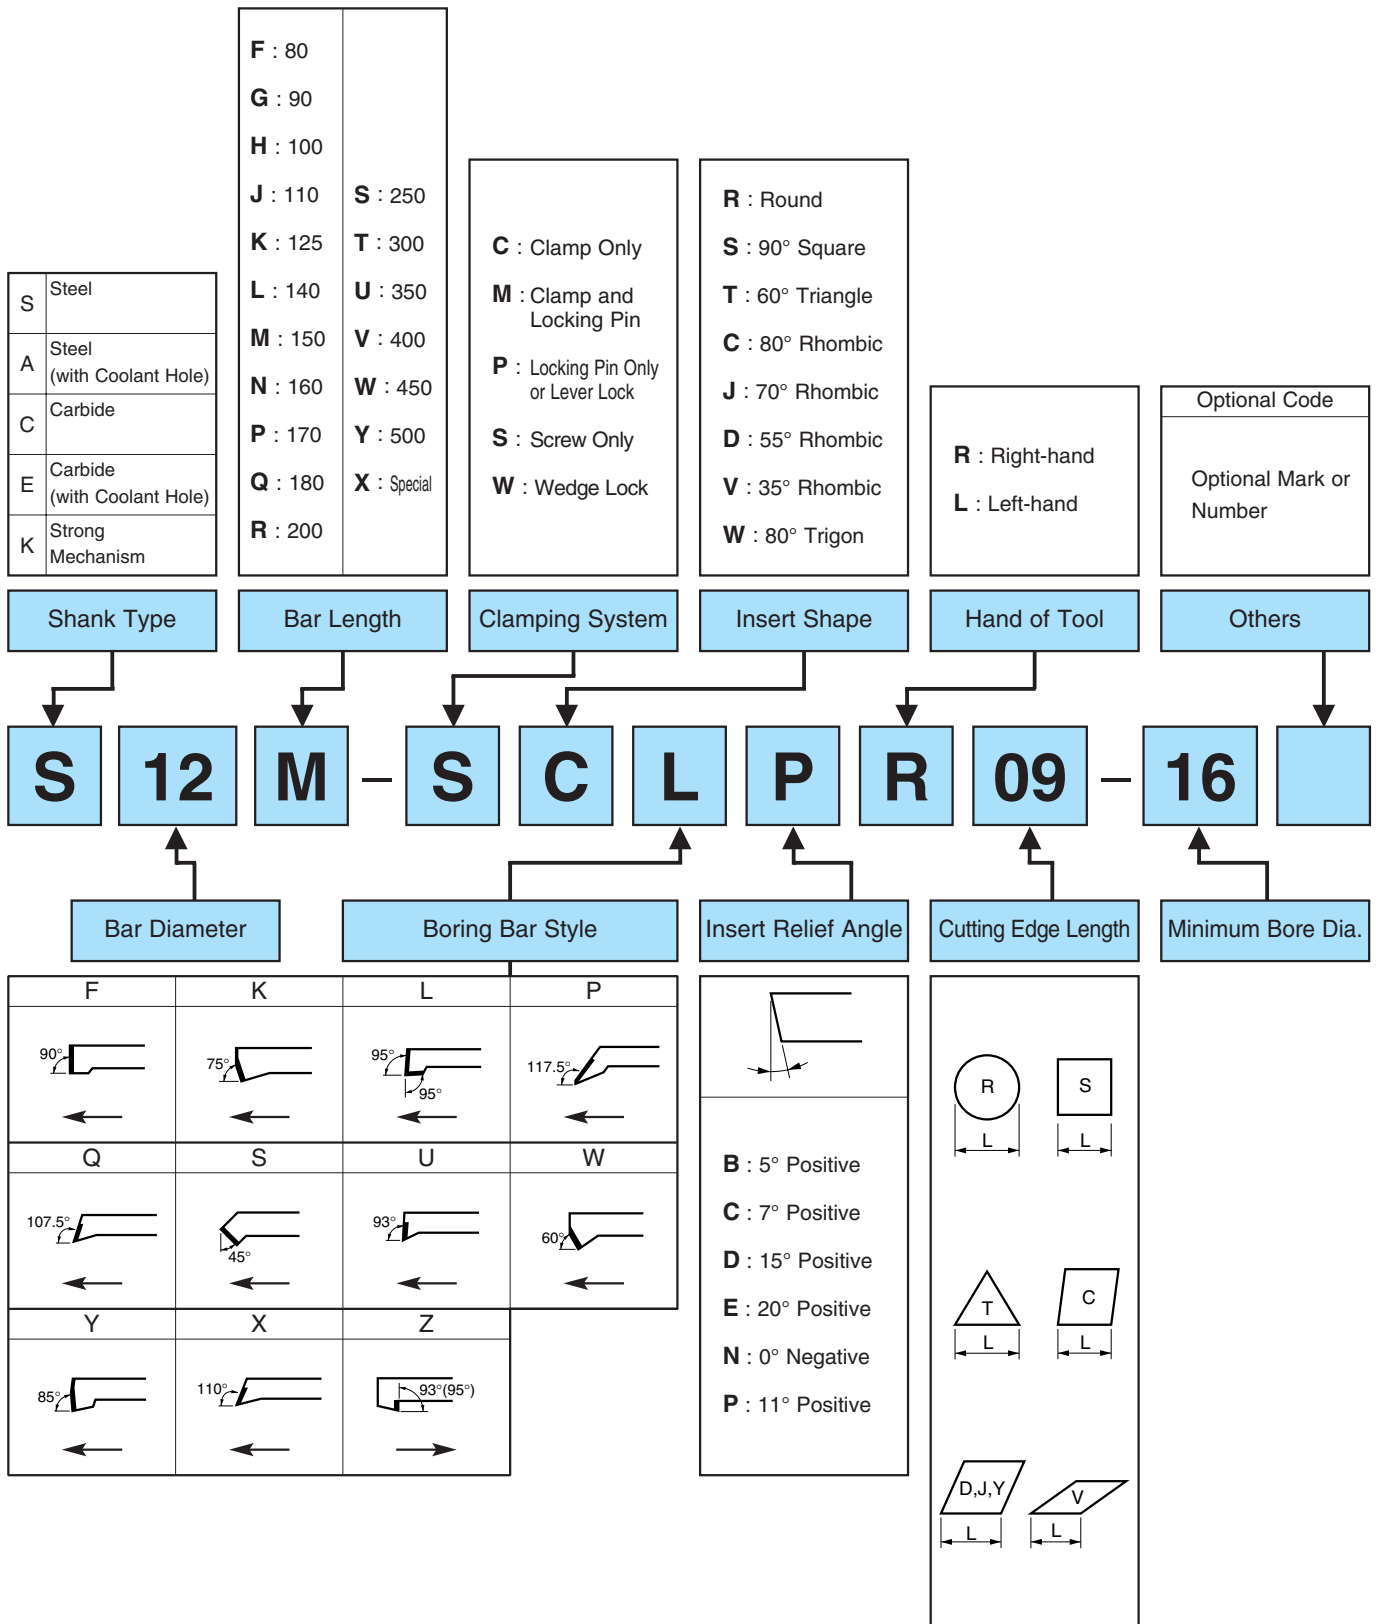 F : 80
G : 90
H : 100
J : 110
K : 125
L : 140
M : 150
N : 160
P : 170
Q : 180
R : 200
S : 250
T : 300
U : 350
V : 400
W : 450
Y : 500
X : Special
C : Clamp Only
M : Clamp and
Locking Pin
P : Locking Pin Only
or Lever Lock
S : Screw Only
W : Wedge Lock
R : Round
S : 90° Square
T : 60° Triangle
C : 80° Rhombic
J : 70° Rhombic
D : 55° Rhombic
V : 35° Rhombic
W : 80° Trigon
S Steel
A Steel
(with Coolant Hole)
C Carbide
E Carbide
(with Coolant Hole)
K Strong
Mechanism
R : Right-hand
L : Left-hand
Optional Code
Optional Mark or
Number
Shank Type
Bar Length
Clamping System
Insert Shape
Hand of Tool
Others
S 12 M – S C L P R 09 – 16
Bar Diameter
Boring Bar Style
Insert Relief Angle
Cutting Edge Length
Minimum Bore Dia.
F K L P
90°
75°
95°
95°
117.5°
Q S U W
107.5°
45°
93°
60°
Y X Z
85°
110°
93°(95°)
B : 5° Positive
C : 7° Positive
D : 15° Positive
E : 20° Positive
N : 0° Negative
P : 11° Positive
R S
L L
T C
L L
D,J,Y V
L L